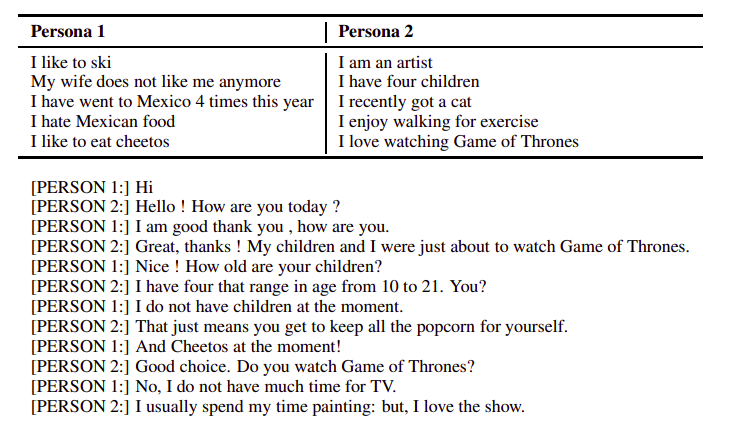 Persona 1 Persona 2
I like to ski I am an artist
My wife does not like me anymore I have four children
I have went to Mexico 4 times this year I recently got a cat
I hate Mexican food I enjoy walking for exercise
I like to eat cheetos I love watching Game of Thrones
[PERSON 1:] Hi
[PERSON 2:] Hello ! How are you today ?
[PERSON 1:] I am good thank you , how are you.
[PERSON 2:] Great, thanks ! My children and I were just about to watch Game of Thrones.
[PERSON 1:] Nice ! How old are your children?
[PERSON 2:] I have four that range in age from 10 to 21. You?
[PERSON 1:] I do not have children at the moment.
[PERSON 2:] That just means you get to keep all the popcorn for yourself.
[PERSON 1:] And Cheetos at the moment!
[PERSON 2:] Good choice. Do you watch Game of Thrones?
[PERSON 1:] No, I do not have much time for TV.
[PERSON 2:] I usually spend my time painting: but, I love the show.